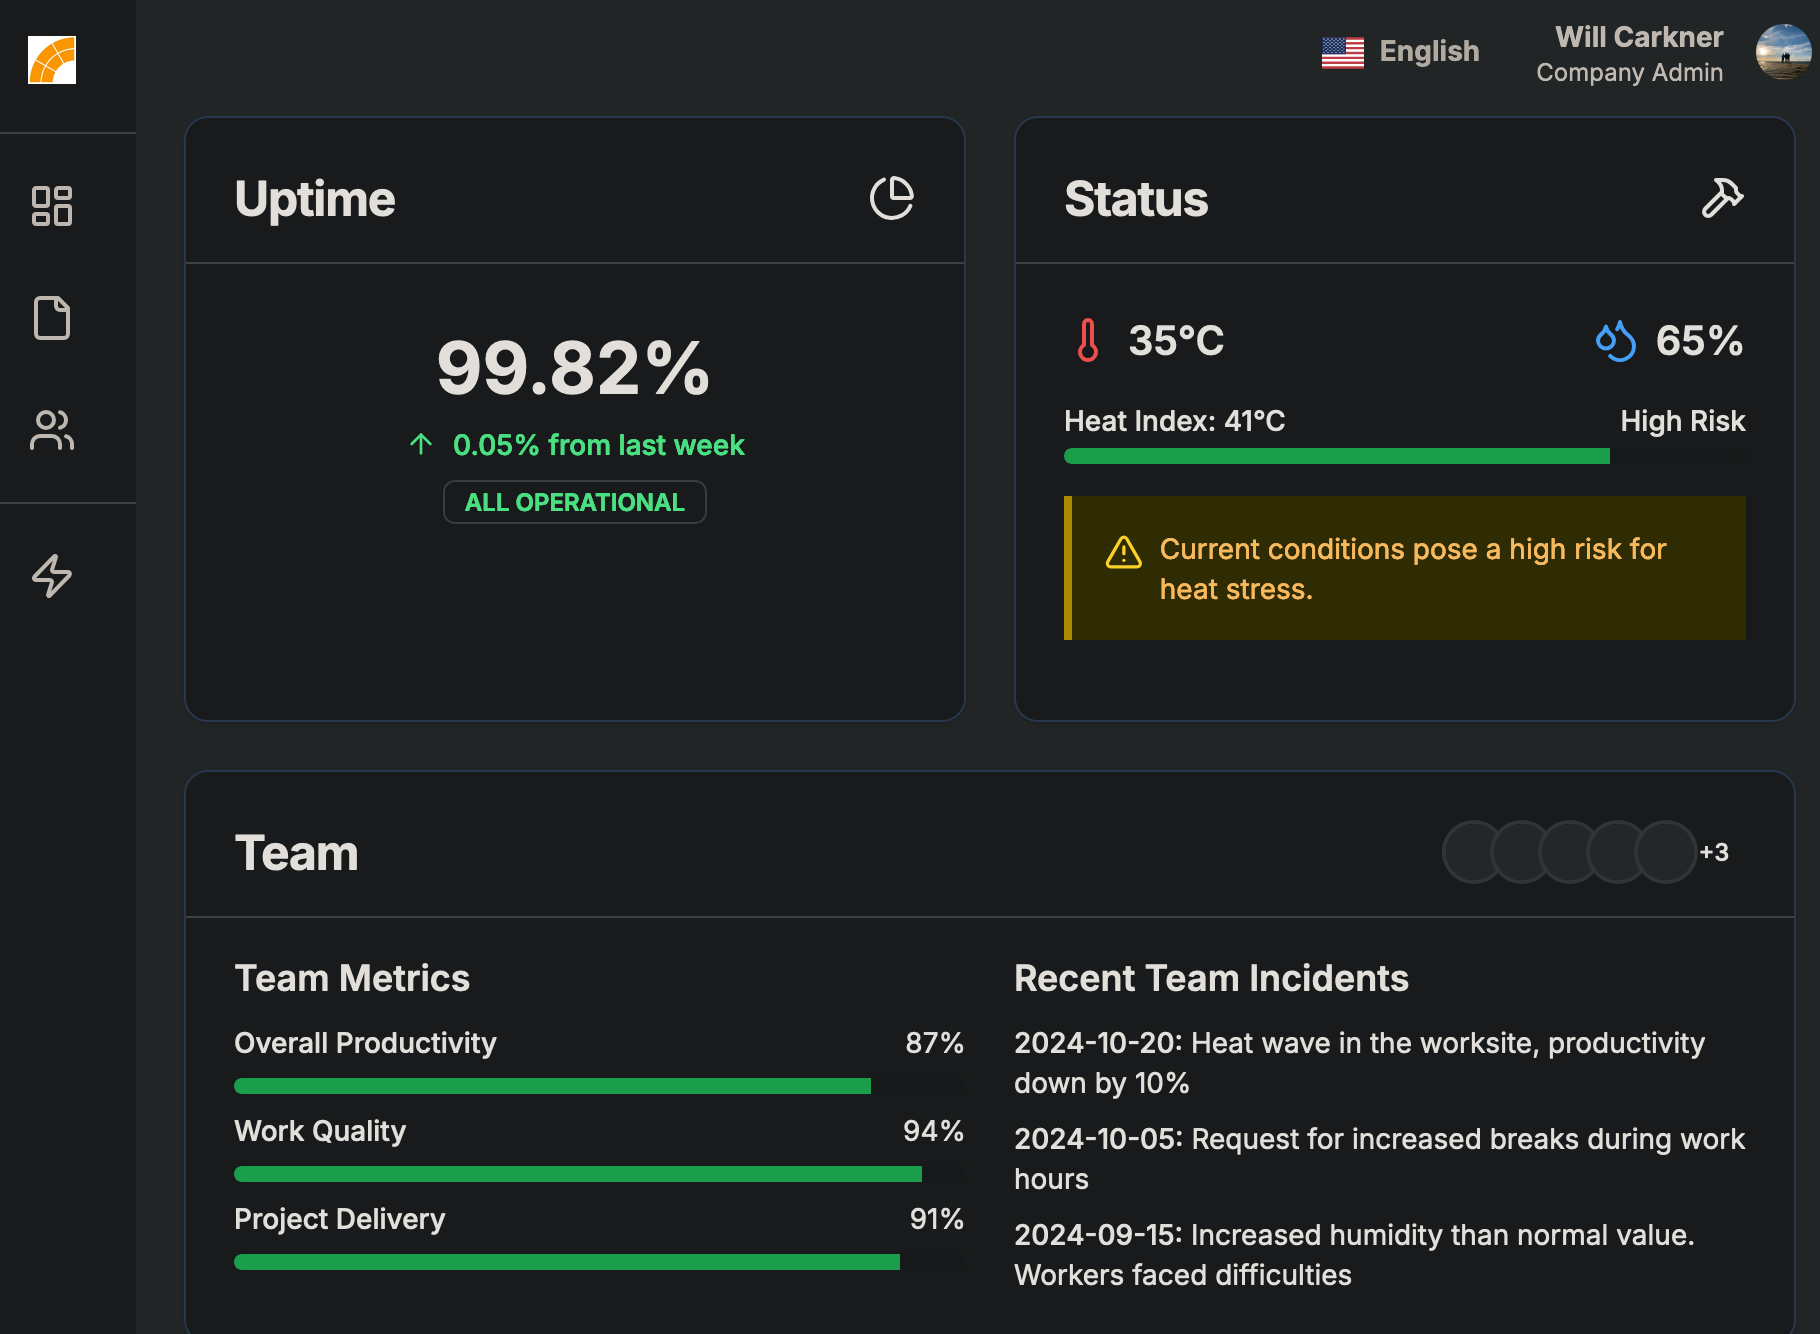 English
Will Carkner
Company Admin
Uptime
99.82%
0.05% from last week
ALL OPERATIONAL
Status
35°C
65%
Heat Index: 41°C
High Risk
Current conditions pose a high risk for
heat stress.
Team
+3
Team Metrics
Overall Productivity
87%
Work Quality
94%
Project Delivery
91%
Recent Team Incidents
2024-10-20: Heat wave in the worksite, productivity
down by 10%
2024-10-05: Request for increased breaks during work
hours
2024-09-15: Increased humidity than normal value.
Workers faced difficulties